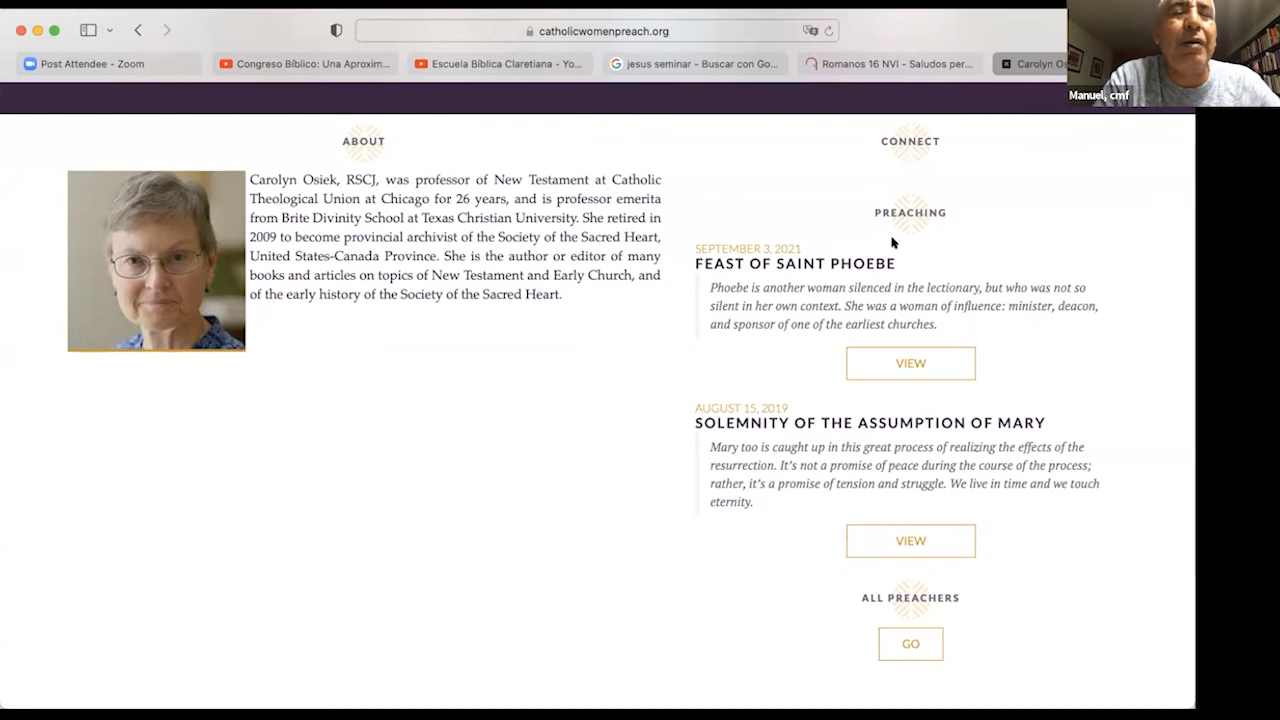 catholicwomenpreach.org
Post Attendee - Zoom
Congreso Bíblico: Una Aproxim...
Escuela Bíblica Claretiana - Yo...
jesus seminar - Buscar con Go...
Romanos 16 NVI - Saludos per...
Carolyn Os
Manuel, cmf
ABOUT
Carolyn Osiek, RSCJ, was professor of New Testament at Catholic
Theological Union at Chicago for 26 years, and is professor emerita
from Brite Divinity School at Texas Christian University. She retired in
2009 to become provincial archivist of the Society of the Sacred Heart,
United States-Canada Province. She is the author or editor of many
books and articles on topics of New Testament and Early Church, and
of the early history of the Society of the Sacred Heart.
CONNECT
PREACHING
SEPTEMBER 3, 2021
FEAST OF SAINT PHOEBE
Phoebe is another woman silenced in the lectionary, but who was not so
silent in her own context. She was a woman of influence: minister, deacon,
and sponsor of one of the earliest churches.
VIEW
AUGUST 15, 2019
SOLEMNITY OF THE ASSUMPTION OF MARY
Mary too is caught up in this great process of realizing the effects of the
resurrection. It's not a promise of peace during the course of the process;
rather, it's a promise of tension and struggle. We live in time and we touch
eternity.
VIEW
ALL PREACHERS
GO